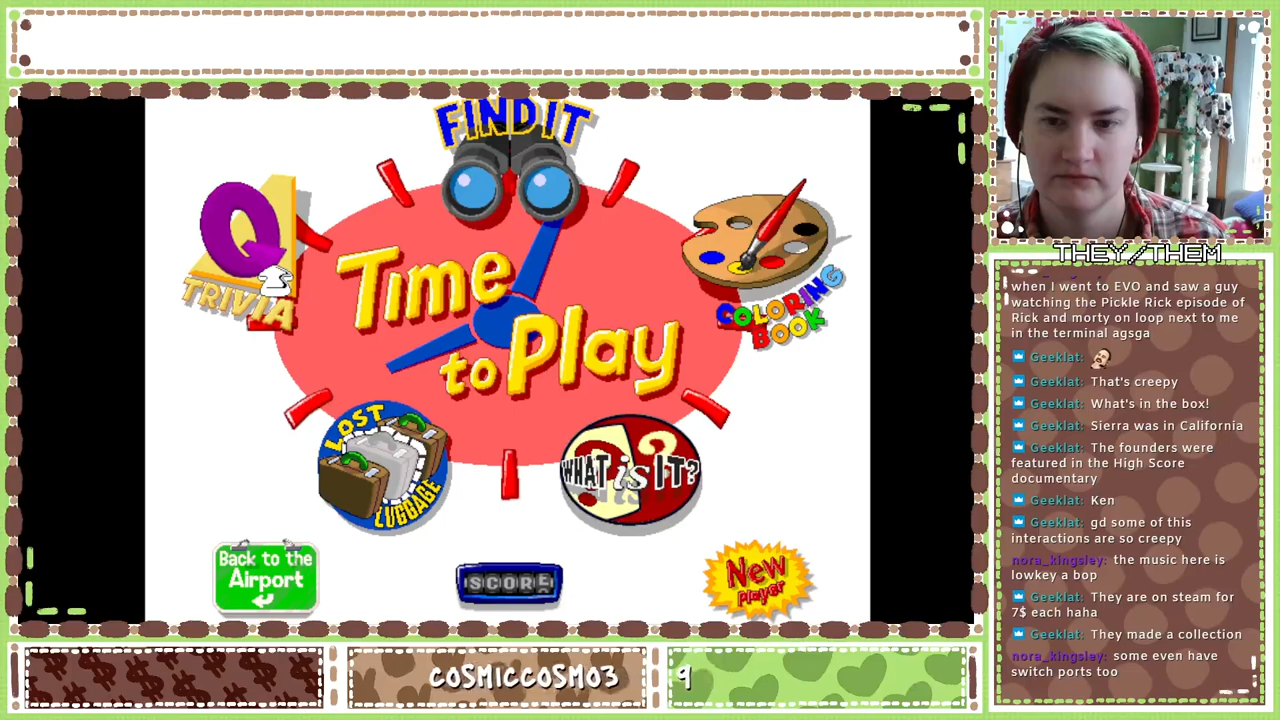 FIND IT
Q
TRIVIA
Time
to Play
COLORING
BOOK
LOST
LUGGAGE
WHAT is IT?
Back to the
Airport
SCORE
New
player
COSMICCOSMO3
9
THEY/THEM
when I went to EVO and saw a guy
watching the Pickle Rick episode of
Rick and morty on loop next to me
in the terminal agsga
Geeklat:
Geeklat: That's creepy
Geeklat: What's in the box!
Geeklat: Sierra was in California
Geeklat: The founders were
featured in the High Score
documentary
Geeklat: Ken
Geeklat: gd some of this
interactions are so creepy
nora_kingsley: the music here is
lowkey a bop
Geeklat: They are on steam for
7$ each haha
Geeklat: They made a collection
nora_kingsley: some even have
switch ports too